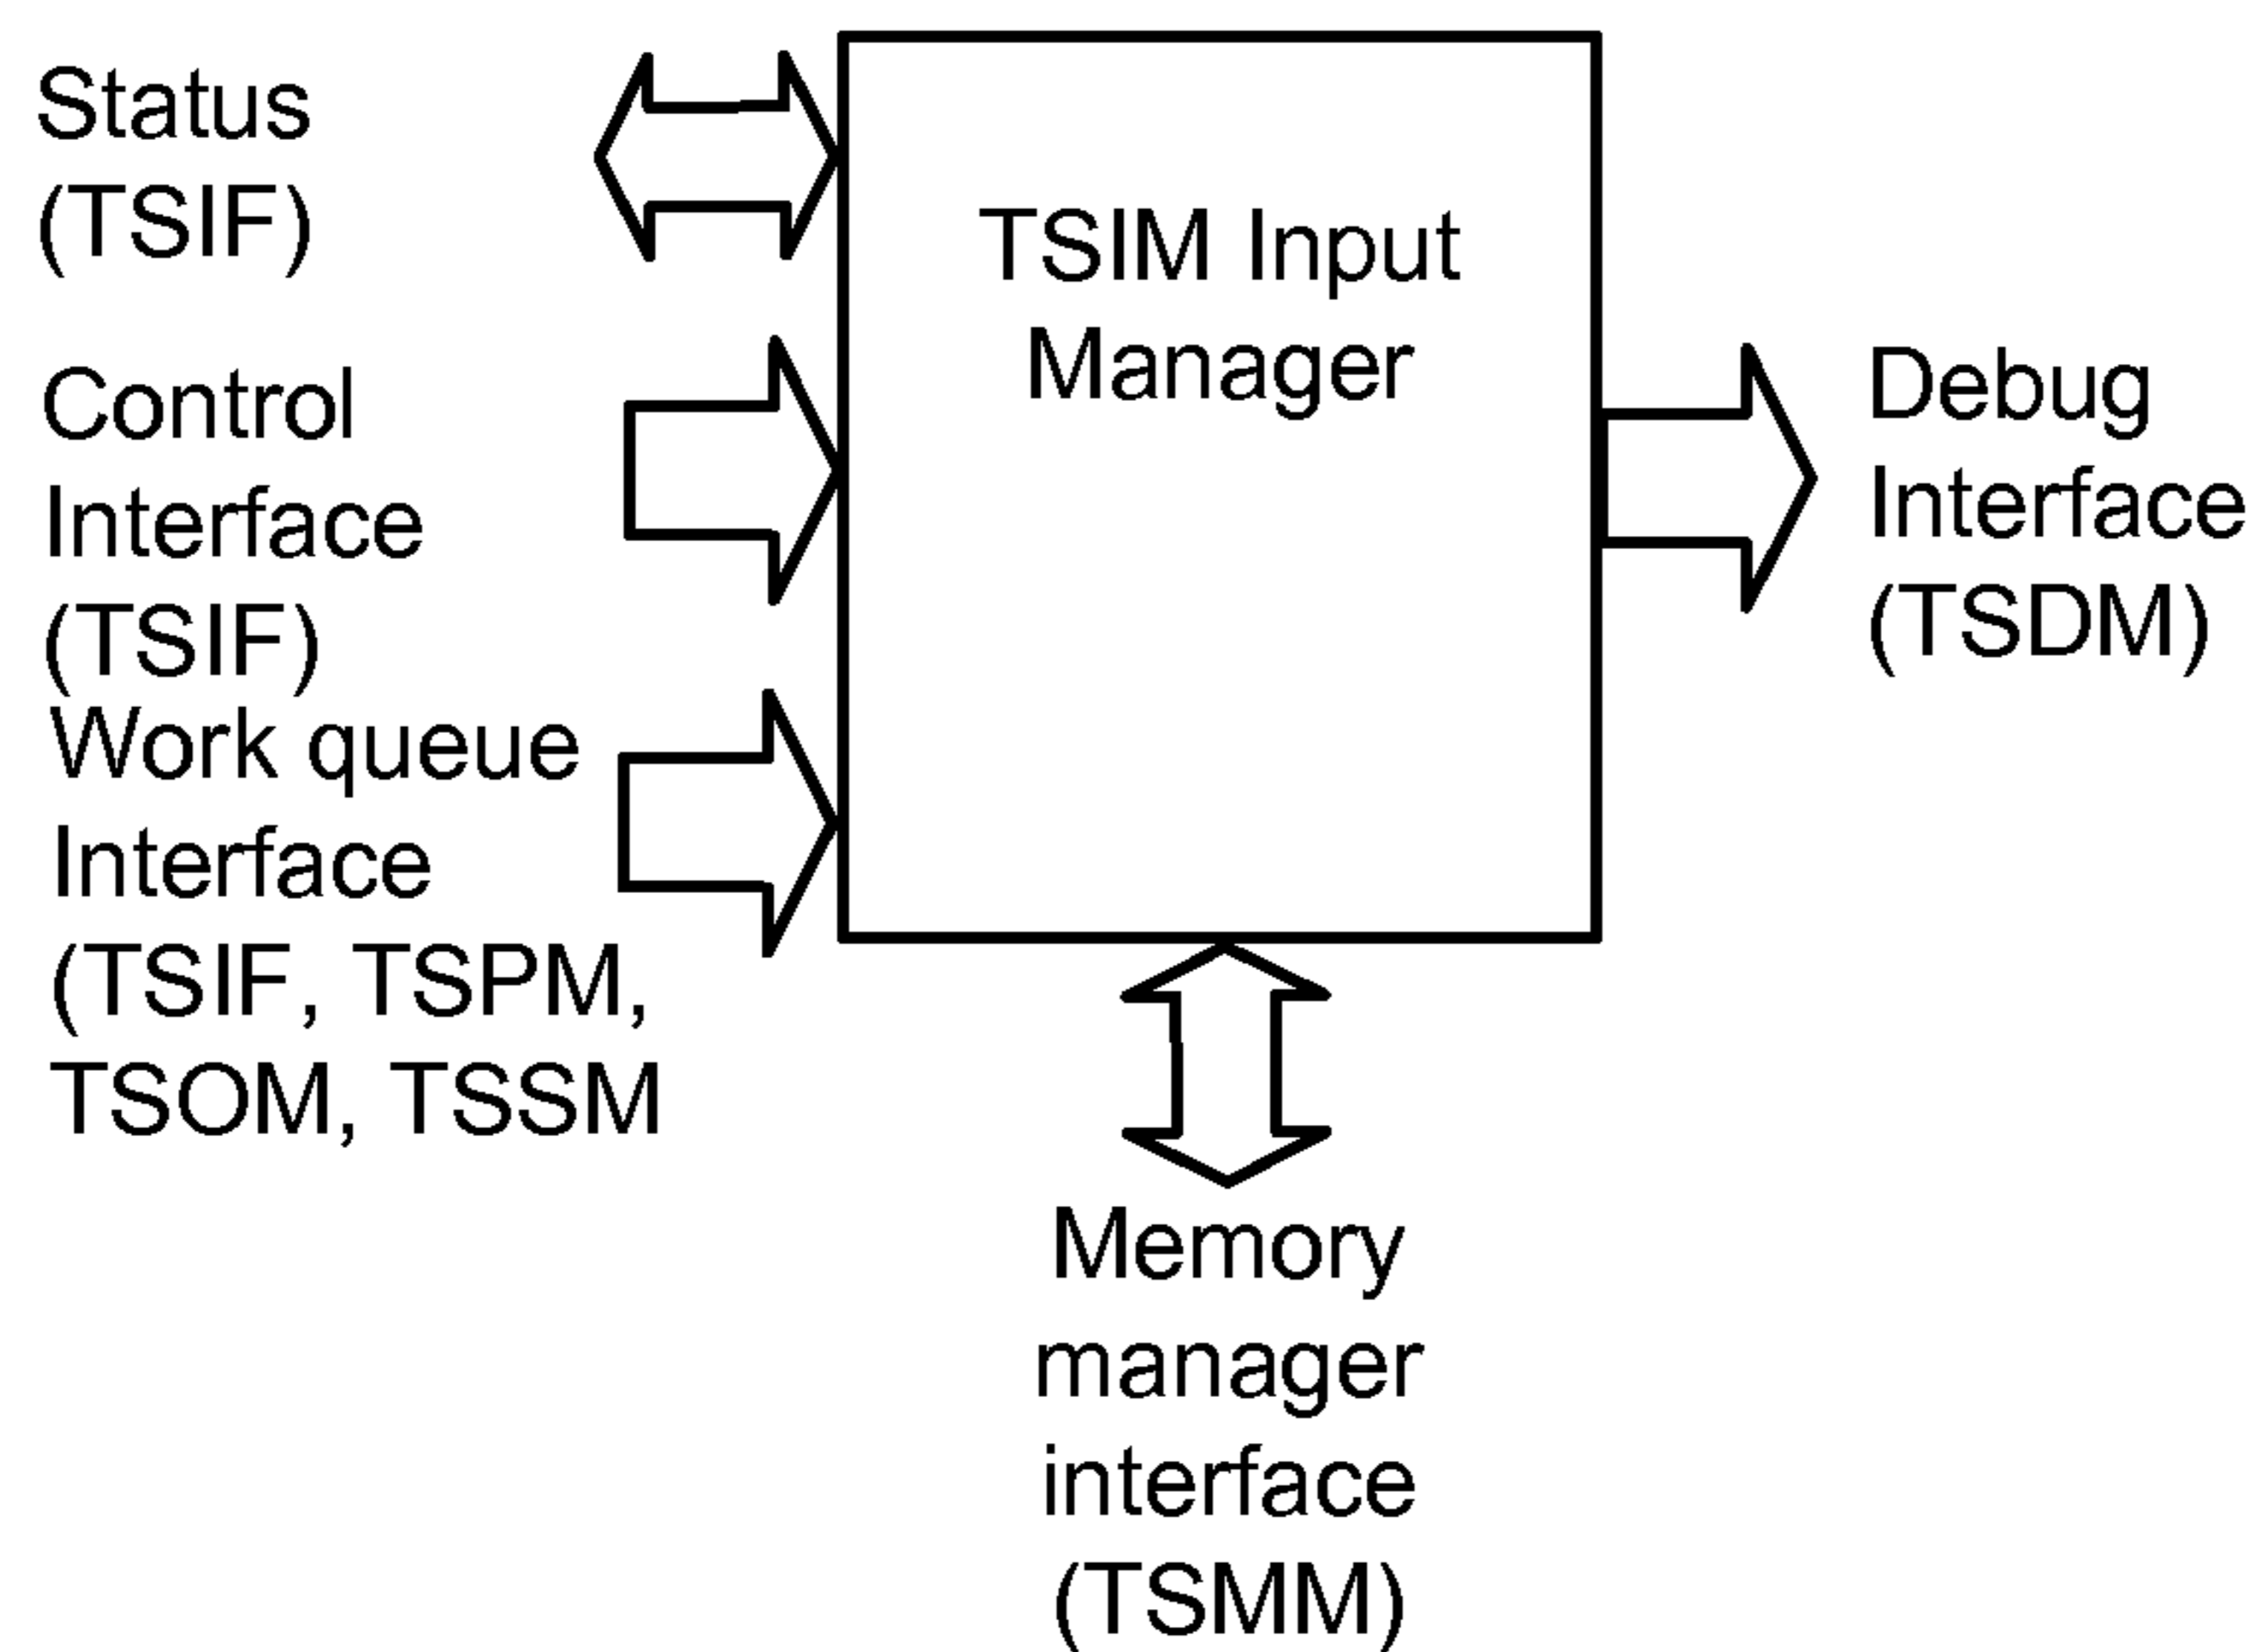 Status
(TSIF)
Control
Interface
(TSIF)
Work queue
Interface
(TSIF, TSPM,
TSOM, TSSM
TSIM Input
Manager
Debug
Interface
(TSDM)
Memory
manager
interface
(TSMM)